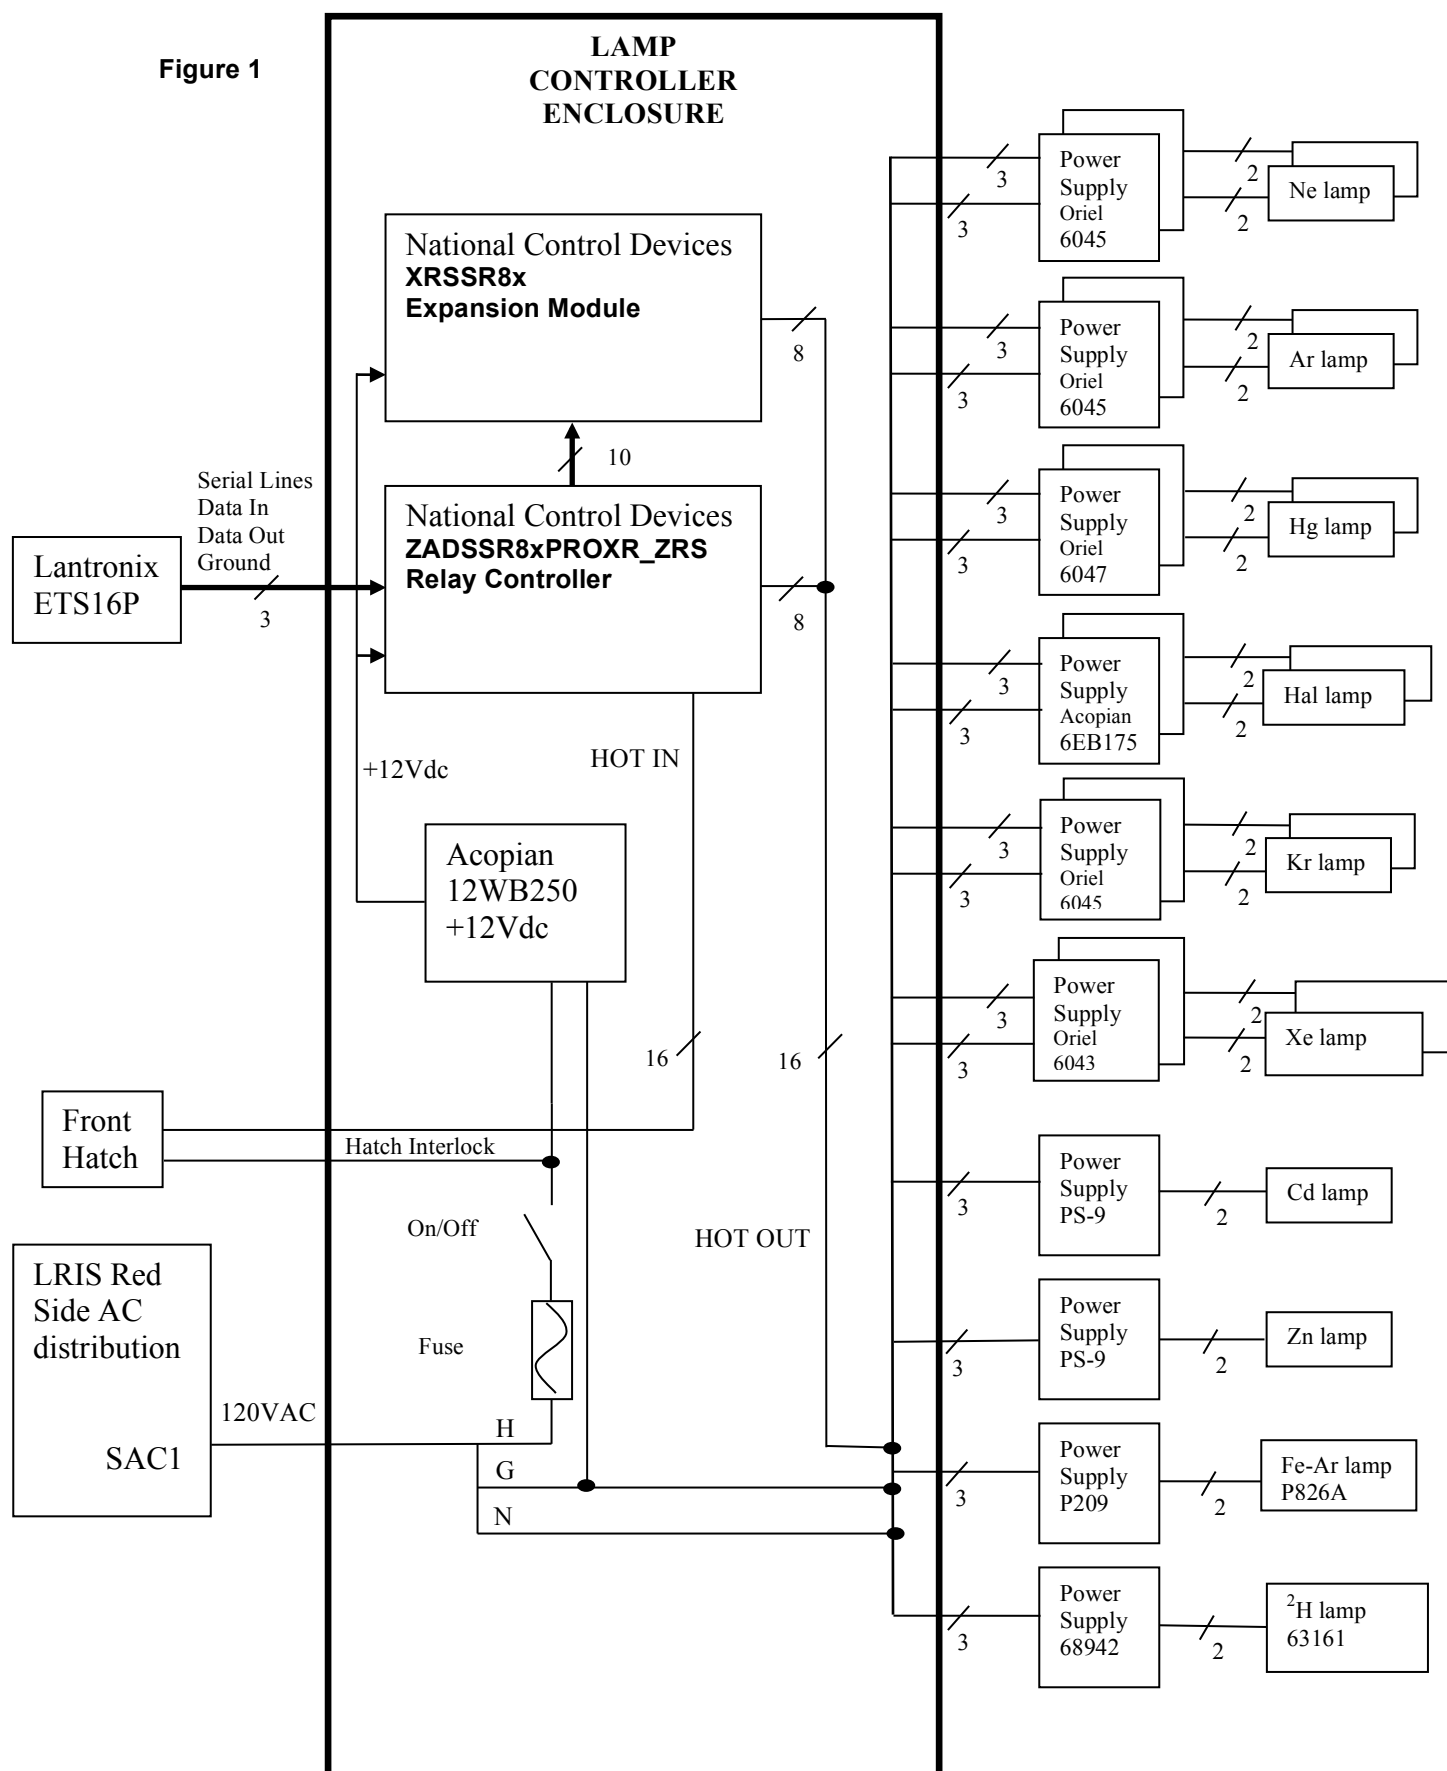 Figure 1
LAMP
CONTROLLER
ENCLOSURE
National Control Devices
XRSSR8x
Expansion Module
8
10
Serial Lines
Data In
Data Out
Ground
3
Lantronix
ETS16P
National Control Devices
ZADSSR8xPROXR_ZRS
Relay Controller
8
+12Vdc
HOT IN
Acopian
12WB250
+12Vdc
16
16
Front
Hatch
Hatch Interlock
On/Off
HOT OUT
LRIS Red
Side AC
distribution
SAC1
Fuse
120VAC
H
G
N
3
3
Power
Supply
Oriel
6045
2
2
Ne lamp
3
3
Power
Supply
Oriel
6045
2
2
Ar lamp
3
3
Power
Supply
Oriel
6047
2
2
Hg lamp
3
3
Power
Supply
Acopian
6EB175
2
2
Hal lamp
3
3
Power
Supply
Oriel
6045
2
2
Kr lamp
3
3
Power
Supply
Oriel
6043
2
2
Xe lamp
3
Power
Supply
PS-9
2
Cd lamp
3
Power
Supply
PS-9
2
Zn lamp
3
Power
Supply
P209
2
Fe-Ar lamp
P826A
3
Power
Supply
68942
2
²H lamp
63161